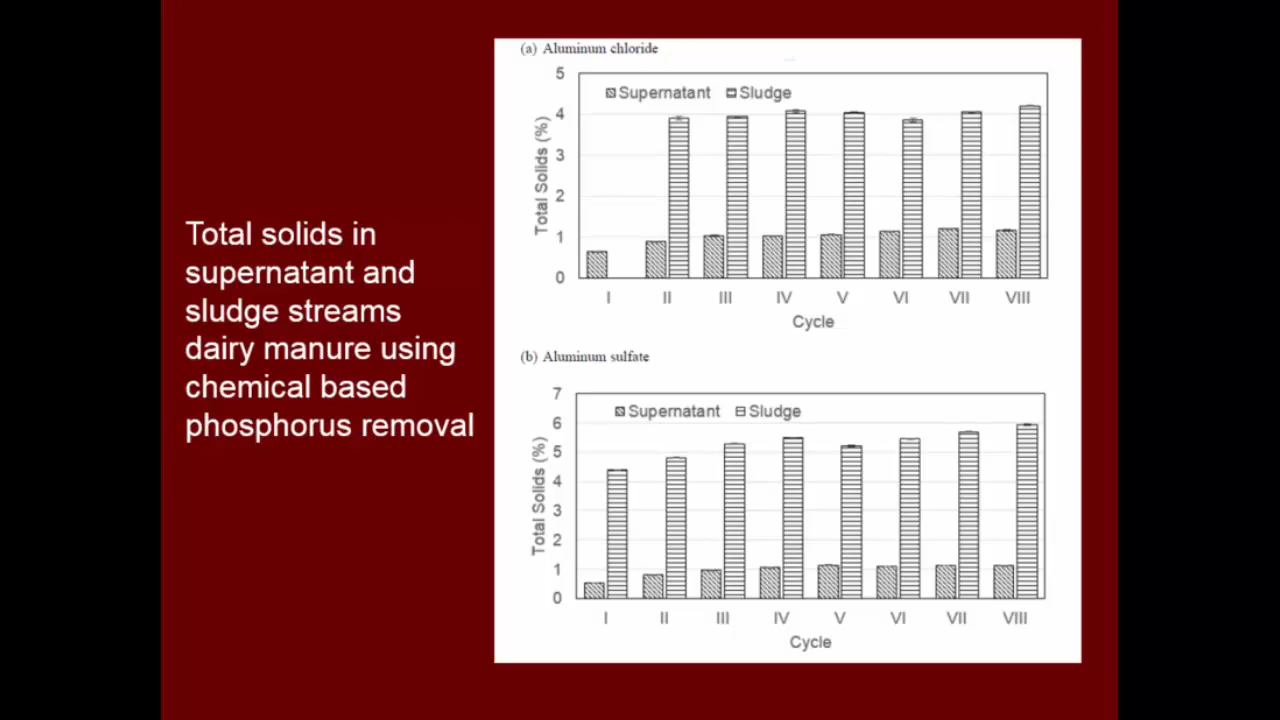 Total solids in
supernatant and
sludge streams
dairy manure using
chemical based
phosphorus removal
(a) Aluminum chloride
Supernatant Sludge
Total Solids (%)
5
4
3
2
1
0
I II III IV V VI VII VIII
Cycle
(b) Aluminum sulfate
Supernatant Sludge
Total Solids (%)
7
6
5
4
3
2
1
0
I II III IV V VI VII VIII
Cycle